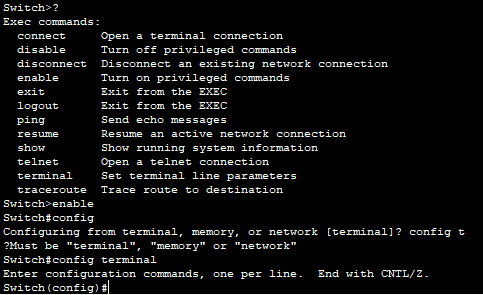 Switch>?
Exec commands:
  connect     Open a terminal connection
  disable     Turn off privileged commands
  disconnect  Disconnect an existing network connection
  enable      Turn on privileged commands
  exit        Exit from the EXEC
  logout      Exit from the EXEC
  ping        Send echo messages
  resume      Resume an active network connection
  show        Show running system information
  telnet      Open a telnet connection
  terminal    Set terminal line parameters
  traceroute  Trace route to destination
Switch>enable
Switch#config
Configuring from terminal, memory, or network [terminal]? config t
?Must be "terminal", "memory" or "network"
Switch#config terminal
Enter configuration commands, one per line.  End with CNTL/Z.
Switch(config)#